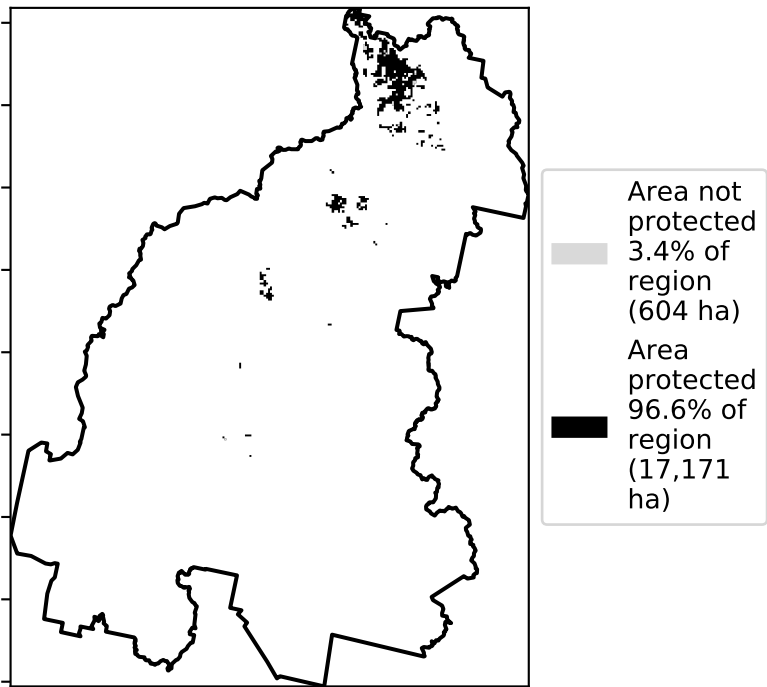 Area not
protected
3.4% of
region
(604 ha)
Area
protected
96.6% of
region
(17,171
ha)